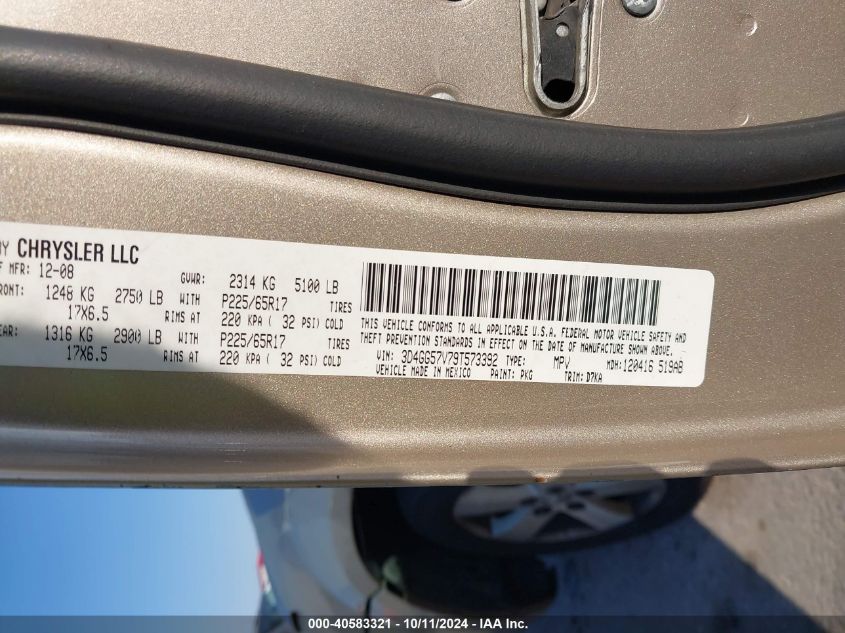 BY CHRYSLER LLC
OF MFR: 12-08 GVWR: 2314 KG 5100 LB
FRONT: 1248 KG 2750 LB WITH P225/65R17 TIRES
17X6.5 RIMS AT 220 KPA ( 32 PSI) COLD
REAR: 1316 KG 2900 LB WITH P225/65R17 TIRES
17X6.5 RIMS AT 220 KPA ( 32 PSI) COLD
THIS VEHICLE CONFORMS TO ALL APPLICABLE U.S.A. FEDERAL MOTOR VEHICLE SAFETY AND
THEFT PREVENTION STANDARDS IN EFFECT ON THE DATE OF MANUFACTURE SHOWN ABOVE.
VIN: 3D4GG57V79T573392 TYPE: MPV MDH: 120416 519AB
VEHICLE MADE IN MEXICO PAINT: PKG TRIM: D7KA
000-40583321 - 10/11/2024 - IAAI Inc.